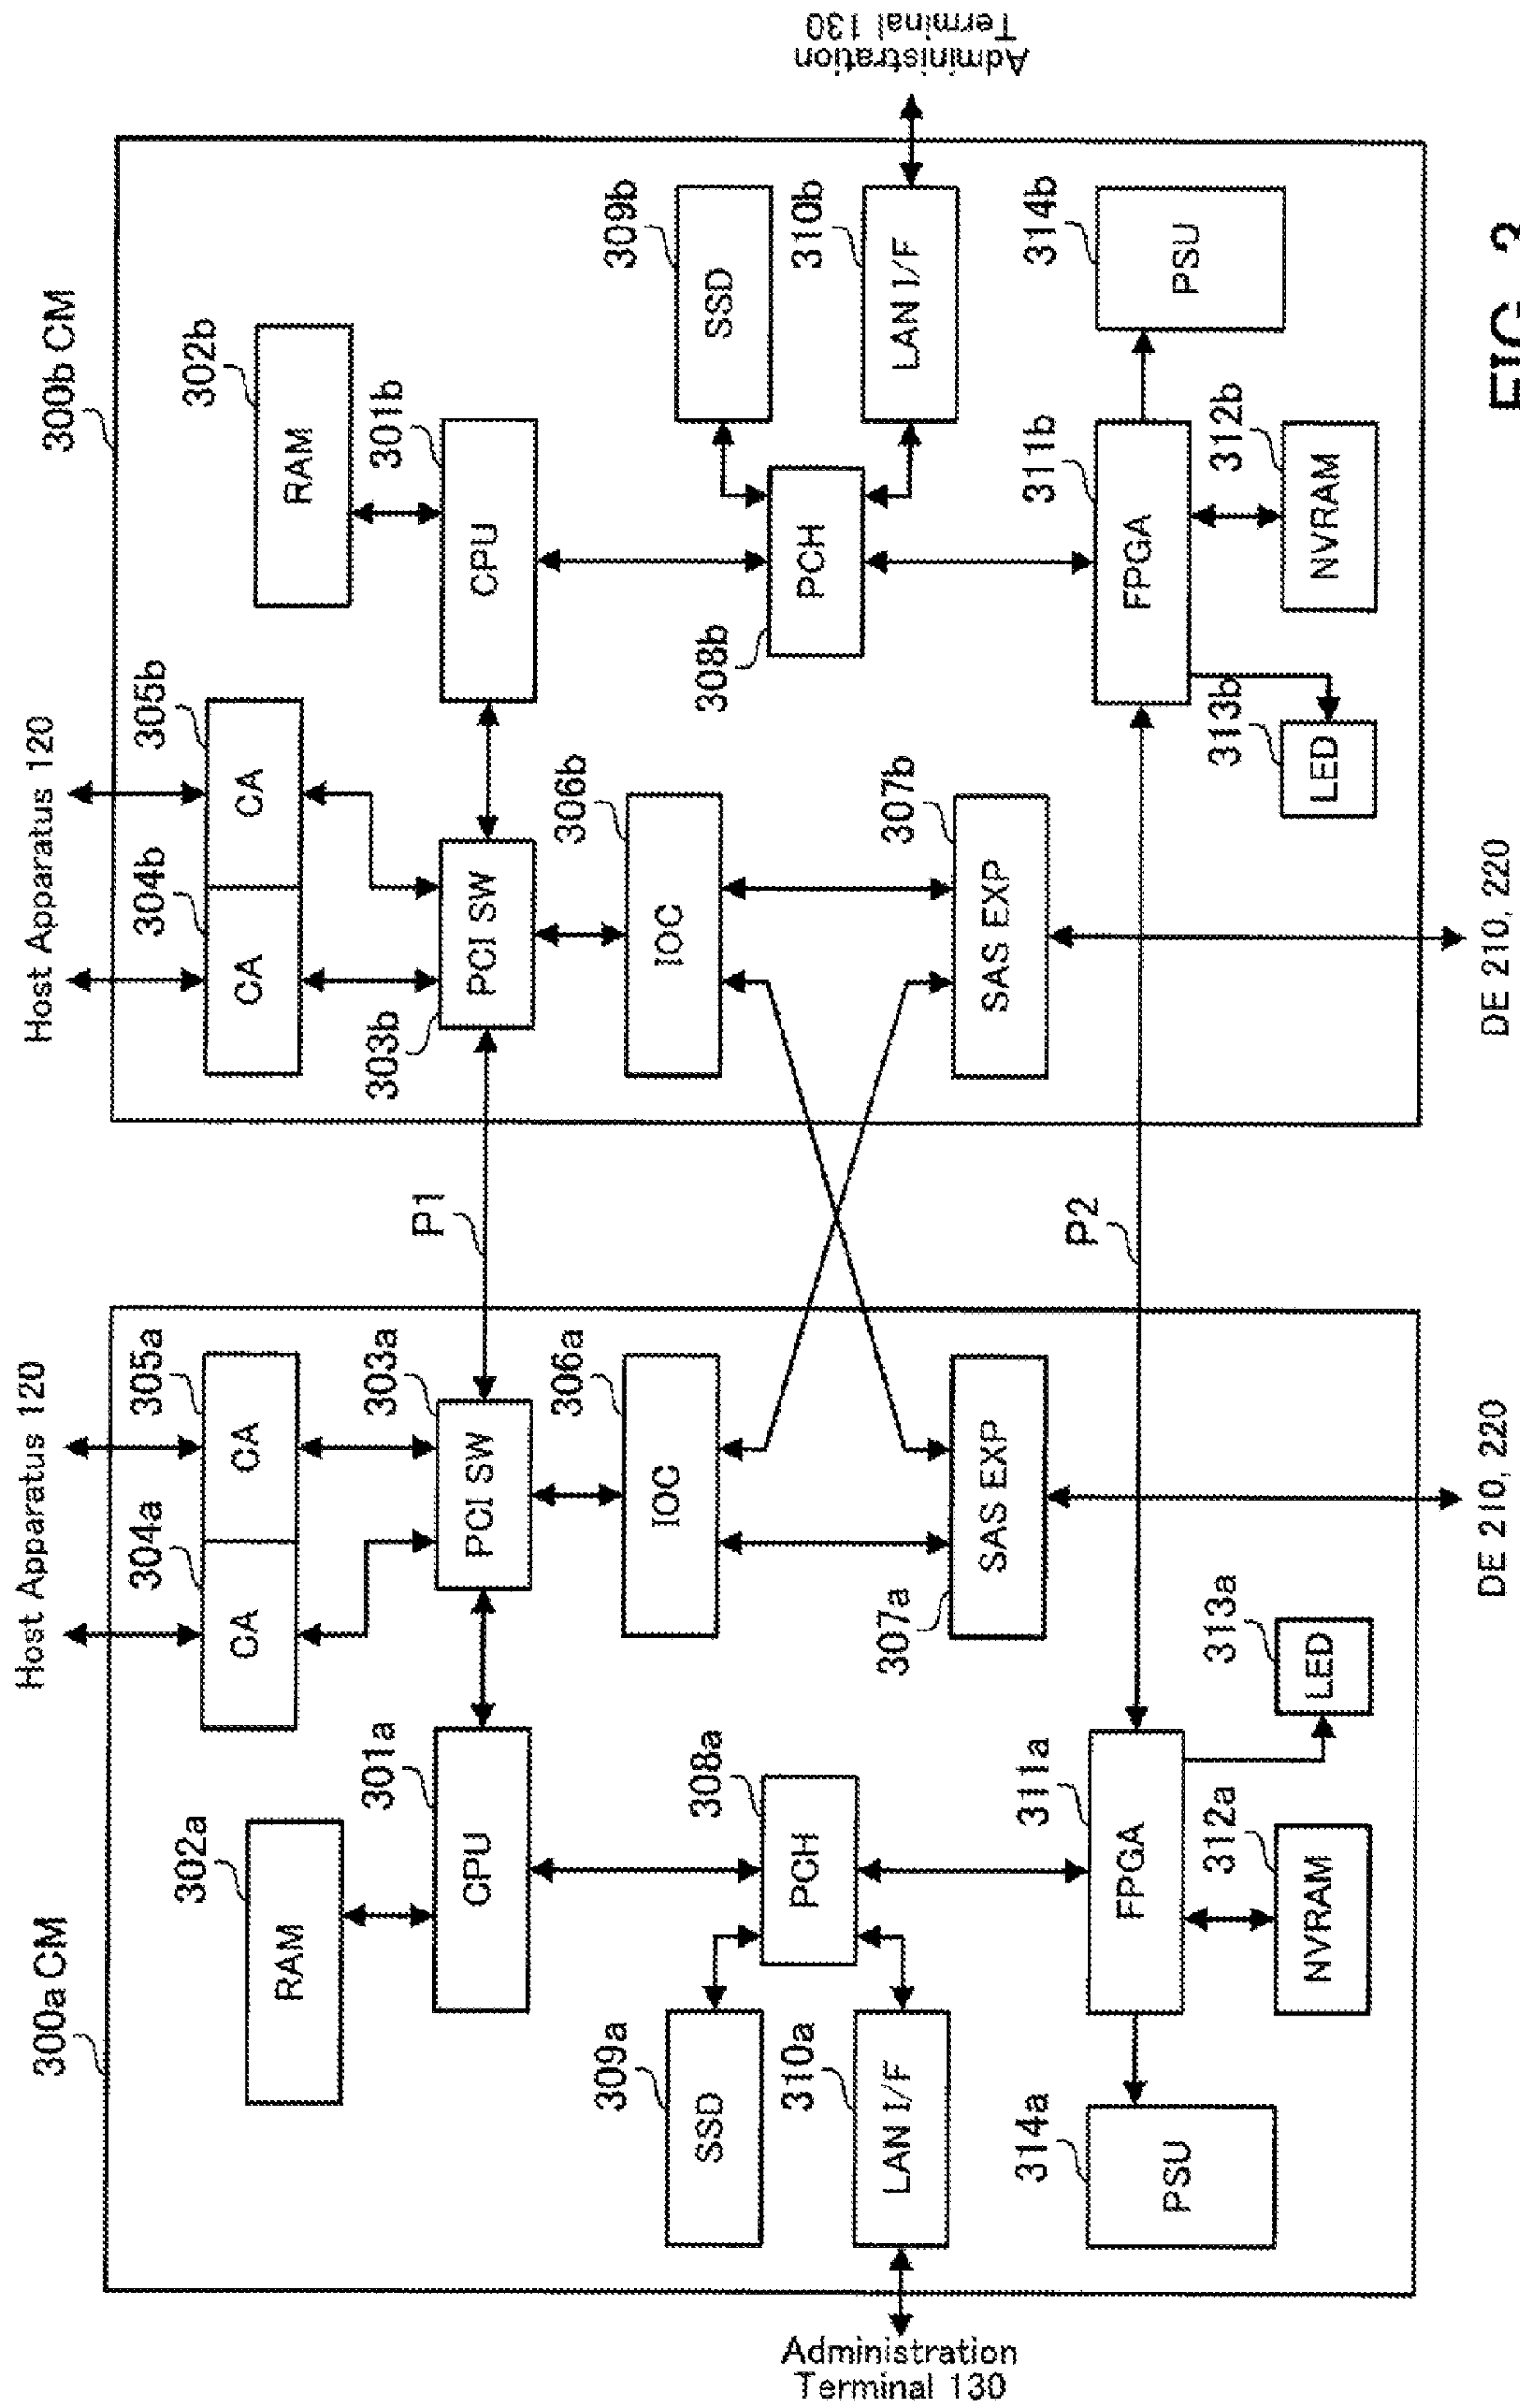 Host Apparatus 120
Host Apparatus 120
300a CM
304a
305a
CA
CA
302a
RAM
301a
CPU
303a
PCI SW
P1
306a
IOC
309a
SSD
308a
PCH
310a
LAN I/F
Administration
Terminal 130
307a
SAS EXP
314a
PSU
311a
FPGA
P2
312a
NVRAM
313a
LED
DE 210, 220
300b CM
304b
305b
CA
CA
302b
RAM
303b
PCI SW
301b
CPU
306b
IOC
309b
SSD
308b
PCH
310b
LAN I/F
Administration
Terminal 130
307b
SAS EXP
311b
FPGA
314b
PSU
313b
LED
312b
NVRAM
DE 210, 220
FIG. 3